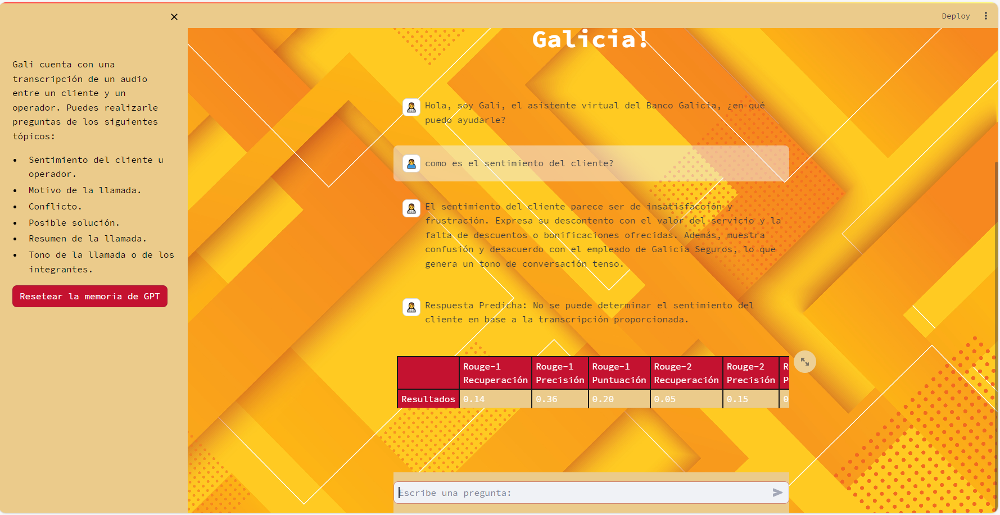 Deploy
Gali cuenta con una
transcripción de un audio
entre un cliente y un
operador. Puedes realizarle
preguntas de los siguientes
tópicos:
Sentimiento del cliente u
operador.
Motivo de la llamada.
Conflicto.
Posible solución.
Resumen de la llamada.
Tono de la llamada o de los
integrantes.
Resetear la memoria de GPT
Galicia!
Hola, soy Gali, el asistente virtual del Banco Galicia, ¿en qué
puedo ayudarle?
como es el sentimiento del cliente?
El sentimiento del cliente parece ser de insatisfacción y
frustración. Expresa su descontento con el valor del servicio y la
falta de descuentos o bonificaciones ofrecidas. Además, muestra
confusión y desacuerdo con el empleado de Galicia Seguros, lo que
genera un tono de conversación tenso.
Respuesta Predicha: No se puede determinar el sentimiento del
cliente en base a la transcripción proporcionada.
Rouge-1 Rouge-1 Rouge-1 Rouge-2 Rouge-2
Recuperación Precisión Puntuación Recuperación Precisión
Resultados 0.14 0.36 0.20 0.05 0.15
Escribe una pregunta: